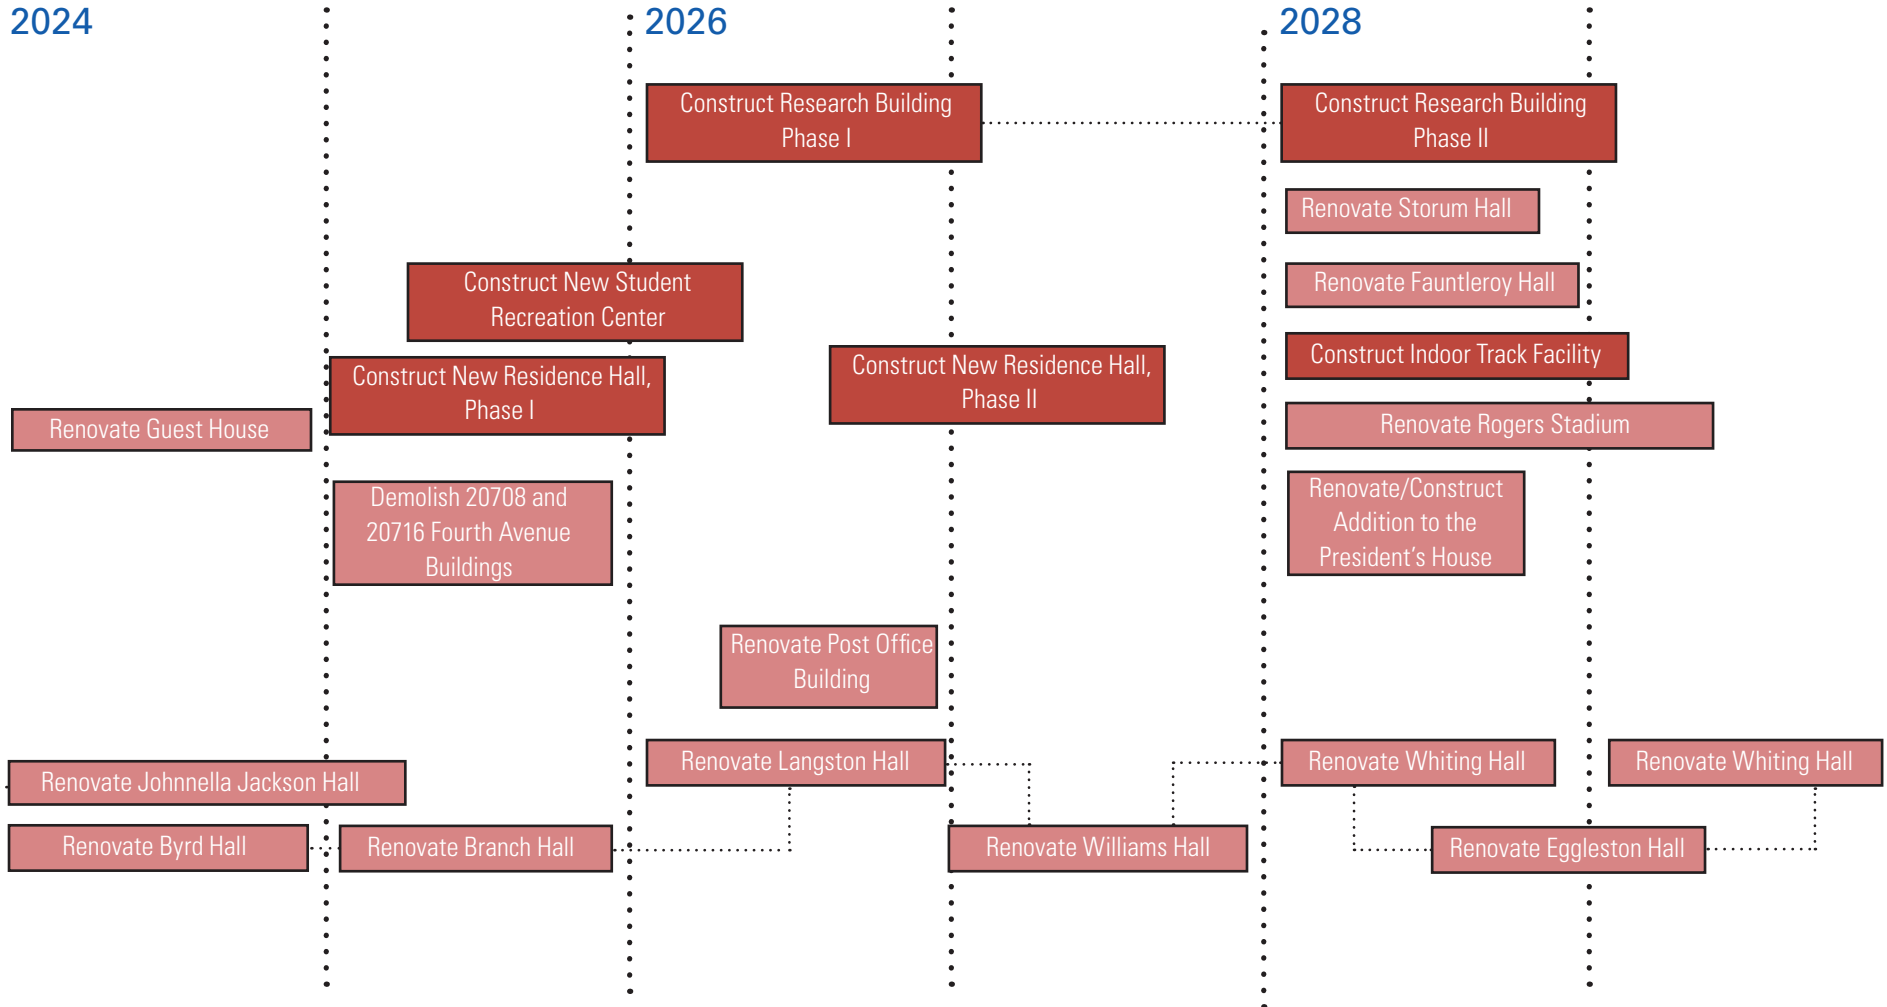 2024
2026
2028
Construct Research Building
Phase I
Construct Research Building
Phase II
Renovate Storum Hall
Construct New Student
Recreation Center
Renovate Fauntleroy Hall
Construct New Residence Hall,
Phase I
Construct New Residence Hall,
Phase II
Construct Indoor Track Facility
Renovate Guest House
Renovate Rogers Stadium
Demolish 20708 and
20716 Fourth Avenue
Buildings
Renovate/Construct
Addition to the
President's House
Renovate Post Office
Building
Renovate Johnnella Jackson Hall
Renovate Langston Hall
Renovate Whiting Hall
Renovate Whiting Hall
Renovate Byrd Hall
Renovate Branch Hall
Renovate Williams Hall
Renovate Eggleston Hall